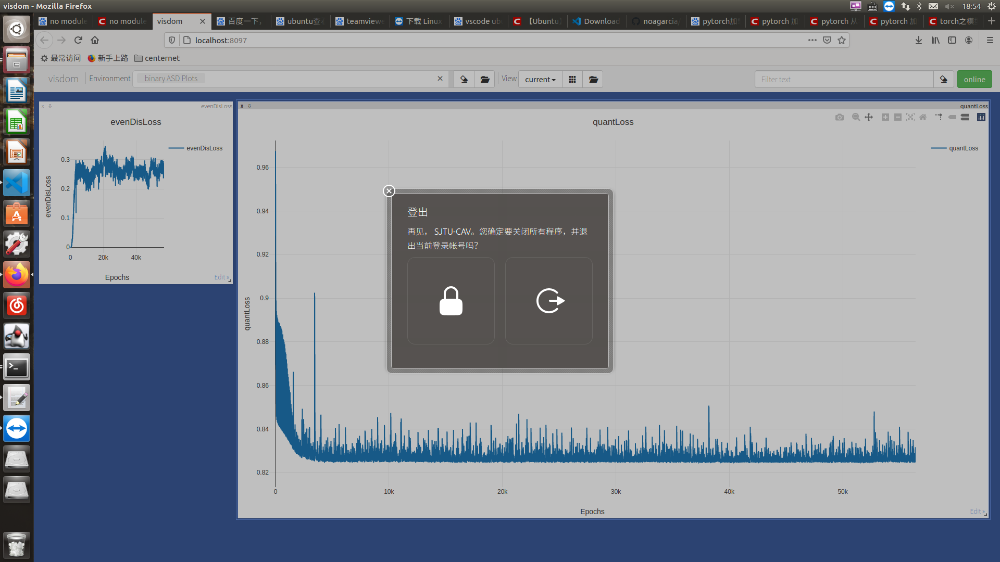 visdom - Mozilla Firefox
18:54
no module
no module
visdom
百度一下，
ubuntu查看
teamviewe
下载 Linux
vscode ub
【Ubuntu】
Download
noagarcia/
pytorch加
pytorch 加
pytorch 从
pytorch 加
torch之模型
localhost:8097
最常访问
新手上路
centernet
visdom
Environment
binary ASD Plots
View
current
Filter text
online
x
evenDisLoss
evenDisLoss
evenDisLoss
evenDisLoss
0.3
0.2
0.1
0
0
20k
40k
Epochs
Edit »
x
quantLoss
quantLoss
quantLoss
quantLoss
0.96
0.94
0.92
0.9
0.88
0.86
0.84
0.82
0
10k
20k
30k
40k
50k
Epochs
Edit »
登出
再见， SJTU-CAV。您确定要关闭所有程序，并退
出当前登录帐号吗？